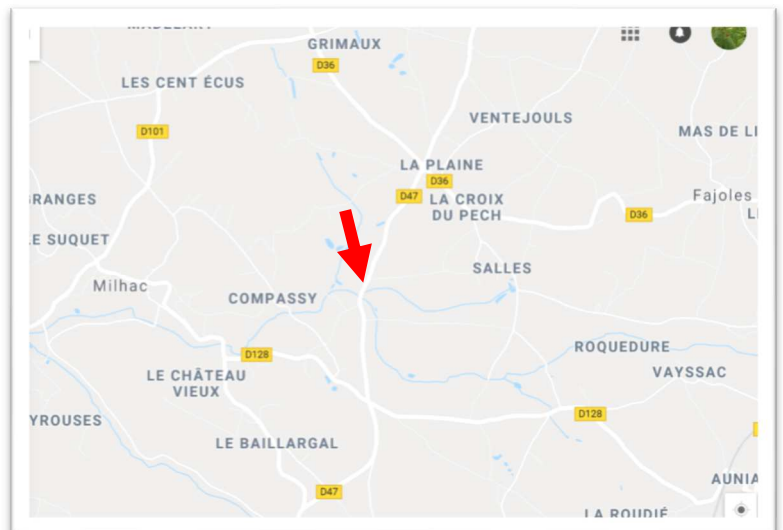 GRIMAUX
D36
LES CENT ÉCUS
VENTEJOULS
D101
MAS DE LI
LA PLAINE
D36
D47
LA CROIX
DU PECH
Fajoles
D36
RANGES
E SUQUET
SALLES
Milhac
COMPASSY
ROQUEDURE
D128
VAYSSAC
LE CHÂTEAU
VIEUX
D128
YROUSES
LE BAILLARGAL
AUNIA
D47
LA ROUDIÉ